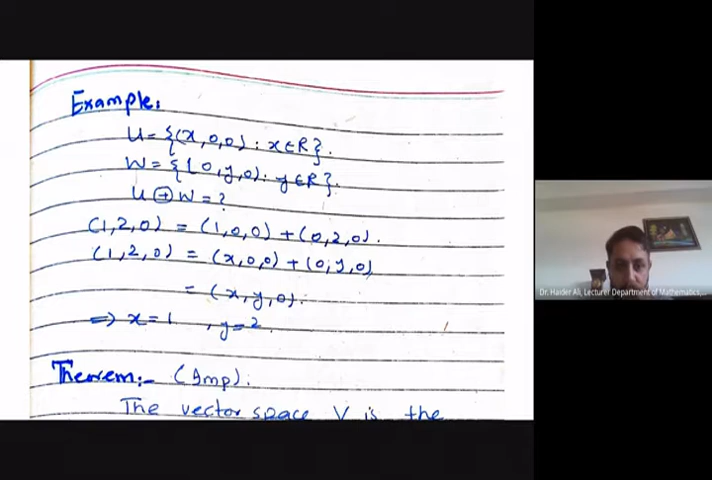 Example:
U = {(x,0,0) : x∈R}.
W = {(0,y,0) : y∈R}.
U ⊕ W = ?
(1,2,0) = (1,0,0) + (0,2,0).
(1,2,0) = (x,0,0) + (0,y,0)
= (x,y,0).
⇒ x=1 , y=2
Theorem:- (Imp):
The vector space V is the
Dr. Haider Ali, Lecturer Department of Mathematics,...